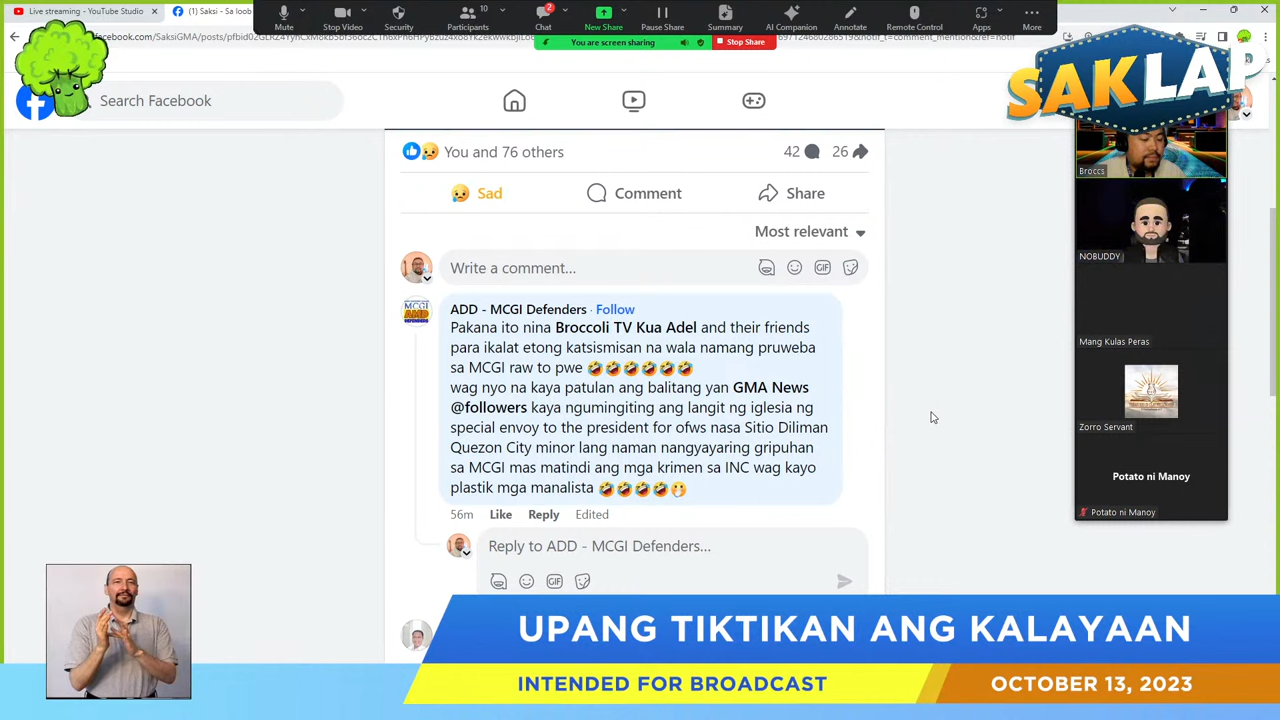 Live streaming - YouTube Studio
Saksi - Sa loob
Mute
Stop Video
Security
Participants
10
Chat
2
New Share
Pause Share
Summary
AI Companion
Annotate
Remote Control
Apps
More
You are screen sharing
Stop Share
Search Facebook
SAKLAP
You and 76 others
42
26
Sad
Comment
Share
Most relevant
Write a comment...
GIF
ADD - MCGI Defenders · Follow
Pakana ito nina Broccoli TV Kua Adel and their friends
para ikalat etong katsismisan na wala namang pruweba
sa MCGI raw to pwe 🤣🤣🤣🤣🤣🤣
wag nyo na kaya patulan ang balitang yan GMA News
@followers kaya ngumingiting ang langit ng iglesia ng
special envoy to the president for ofws nasa Sitio Diliman
Quezon City minor lang naman nangyayaring gripuhan
sa MCGI mas matindi ang mga krimen sa INC wag kayo
plastik mga manalista 🤣🤣🤣🤣🤭
56m Like Reply Edited
Reply to ADD - MCGI Defenders...
GIF
MCGI
DEFENDERS
Broccs
NOBUDDY
Mang Kulas Peras
Zorro Servant
Potato ni Manoy
Potato ni Manoy
UPANG TIKTIKAN ANG KALAYAAN
INTENDED FOR BROADCAST
OCTOBER 13, 2023